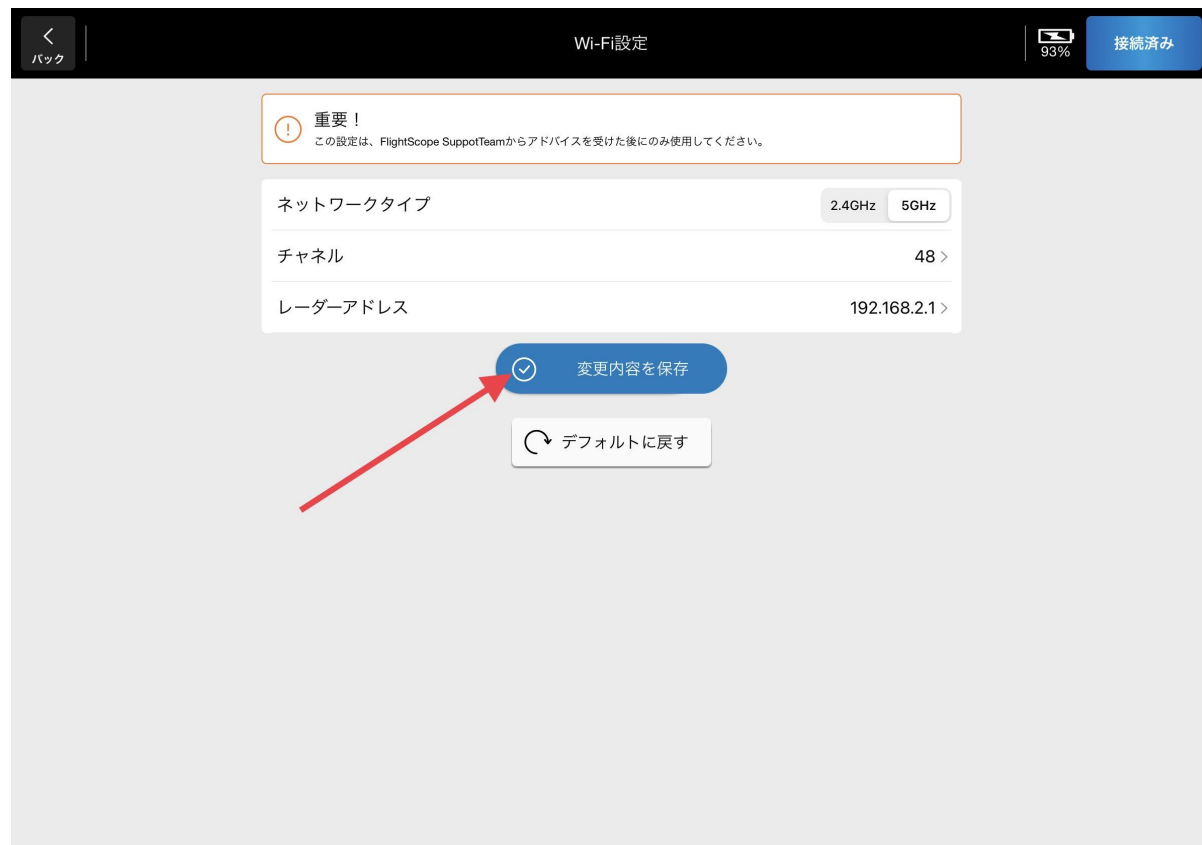 バック
Wi-Fi設定
93%
接続済み
重要！
この設定は、FlightScope SuppotTeamからアドバイスを受けた後にのみ使用してください。
ネットワークタイプ
2.4GHz 5GHz
チャネル
48
レーダーアドレス
192.168.2.1
変更内容を保存
デフォルトに戻す